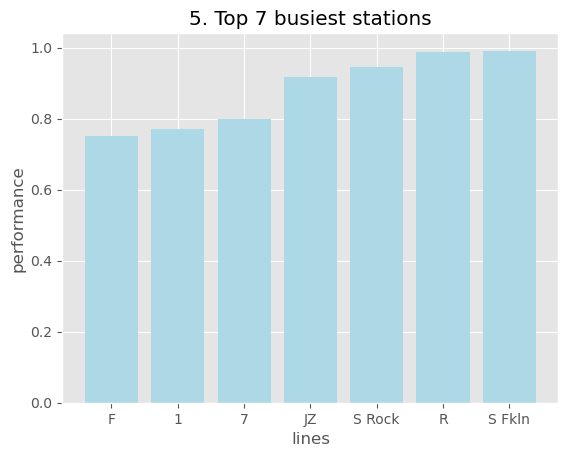 5. Top 7 busiest stations
1.0
0.8
0.6
0.4
0.2
0.0
performance
F 1 7 JZ S Rock R S Fkln
lines